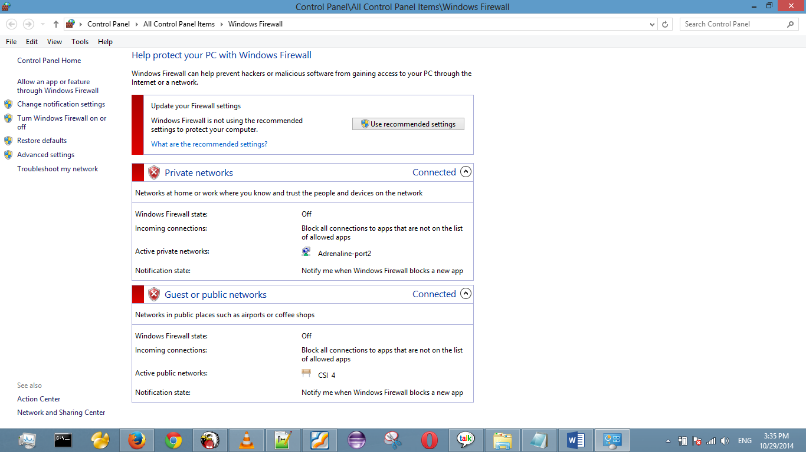 Control Panel\All Control Panel Items\Windows Firewall
Control Panel
All Control Panel Items
Windows Firewall
Search Control Panel
File Edit View Tools Help
Control Panel Home
Allow an app or feature
through Windows Firewall
Change notification settings
Turn Windows Firewall on or
off
Restore defaults
Advanced settings
Troubleshoot my network
See also
Action Center
Network and Sharing Center
Help protect your PC with Windows Firewall
Windows Firewall can help prevent hackers or malicious software from gaining access to your PC through the
Internet or a network.
Update your Firewall settings
Windows Firewall is not using the recommended
settings to protect your computer.
Use recommended settings
What are the recommended settings?
Private networks Connected
Networks at home or work where you know and trust the people and devices on the network
Windows Firewall state: Off
Incoming connections: Block all connections to apps that are not on the list
of allowed apps
Active private networks: Adrenaline-port2
Notification state: Notify me when Windows Firewall blocks a new app
Guest or public networks Connected
Networks in public places such as airports or coffee shops
Windows Firewall state: Off
Incoming connections: Block all connections to apps that are not on the list
of allowed apps
Active public networks: CSI 4
Notification state: Notify me when Windows Firewall blocks a new app
talk
ENG
3:35 PM
10/29/2014